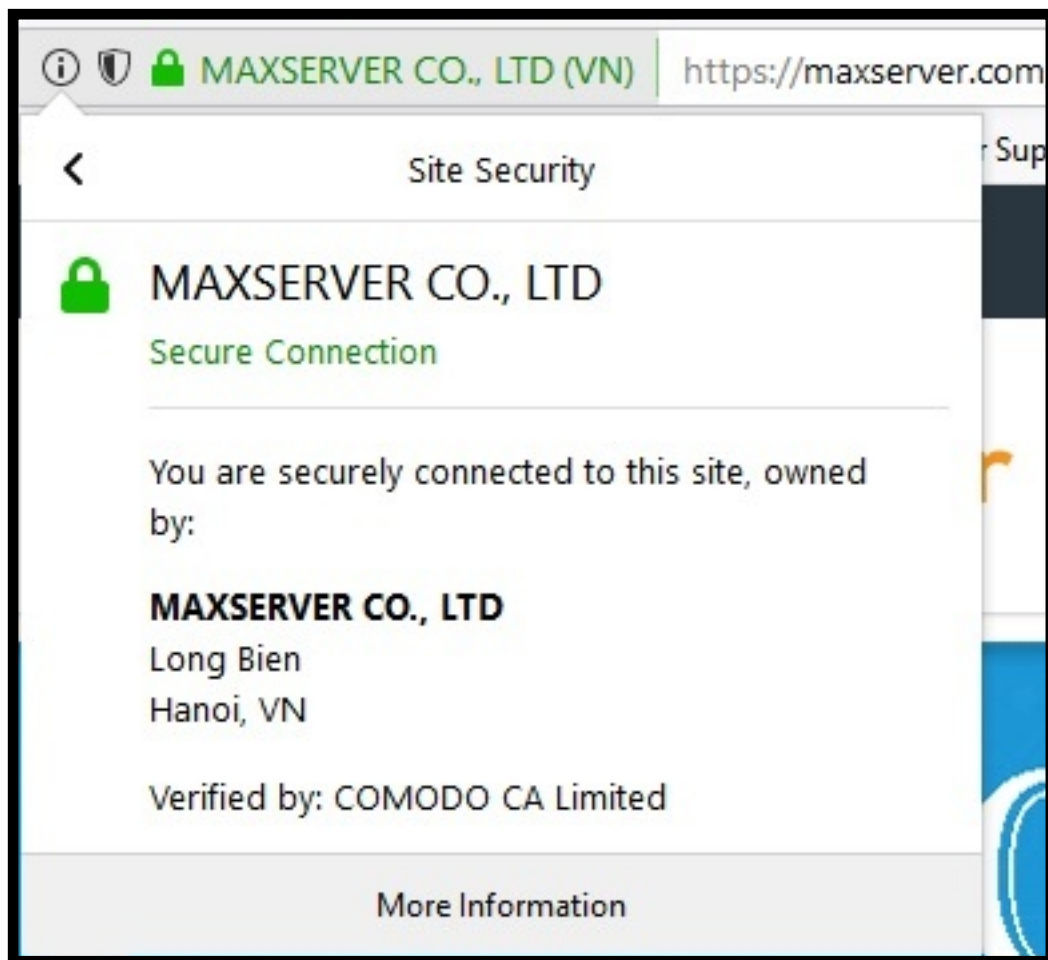 MAXSERVER CO., LTD (VN) https://maxserver.com
r Sup
Site Security
MAXSERVER CO., LTD
Secure Connection
You are securely connected to this site, owned
by:
r
MAXSERVER CO., LTD
Long Bien
Hanoi, VN
Verified by: COMODO CA Limited
More Information